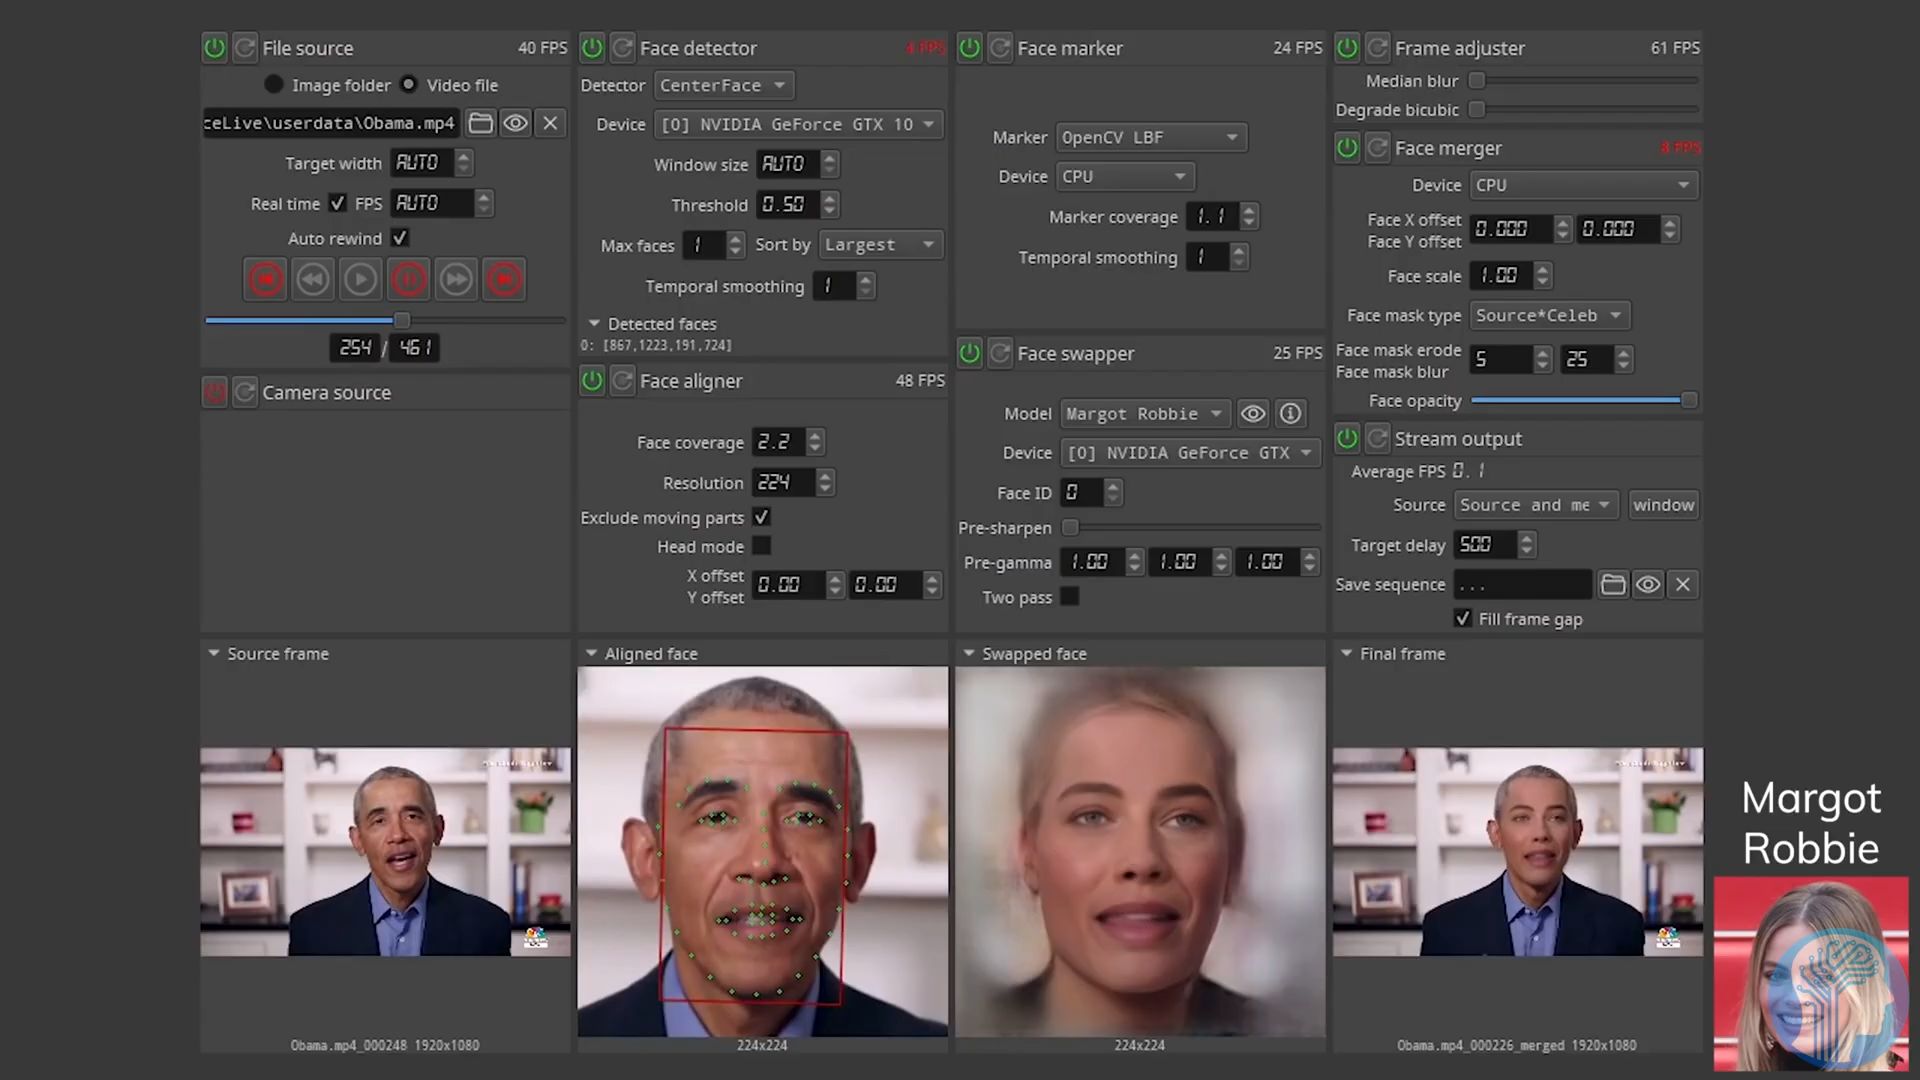 File source 40 FPS
Image folder Video file
ceLive\userdata\Obama.mp4
Target width AUTO
Real time FPS AUTO
Auto rewind
254 / 461
Camera source
Face detector 4 FPS
Detector CenterFace
Device [0] NVIDIA GeForce GTX 10
Window size AUTO
Threshold 0.50
Max faces 1 Sort by Largest
Temporal smoothing 1
Detected faces
0: [867,1223,191,724]
Face aligner 48 FPS
Face coverage 2.2
Resolution 224
Exclude moving parts
Head mode
X offset
Y offset
0.00 0.00
Face marker 24 FPS
Marker OpenCV LBF
Device CPU
Marker coverage 1.1
Temporal smoothing 1
Face swapper 25 FPS
Model Margot Robbie
Device [0] NVIDIA GeForce GTX
Face ID 0
Pre-sharpen
Pre-gamma 1.00 1.00 1.00
Two pass
Frame adjuster 61 FPS
Median blur
Degrade bicubic
Face merger 8 FPS
Device CPU
Face X offset
Face Y offset
0.000 0.000
Face scale 1.00
Face mask type Source*Celeb
Face mask erode
Face mask blur
5 25
Face opacity
Stream output
Average FPS 0.1
Source Source and me window
Target delay 500
Save sequence ...
Fill frame gap
Source frame
Obama.mp4_000248 1920x1080
Aligned face
224x224
Swapped face
224x224
Final frame
Obama.mp4_000226_merged 1920x1080
Margot
Robbie